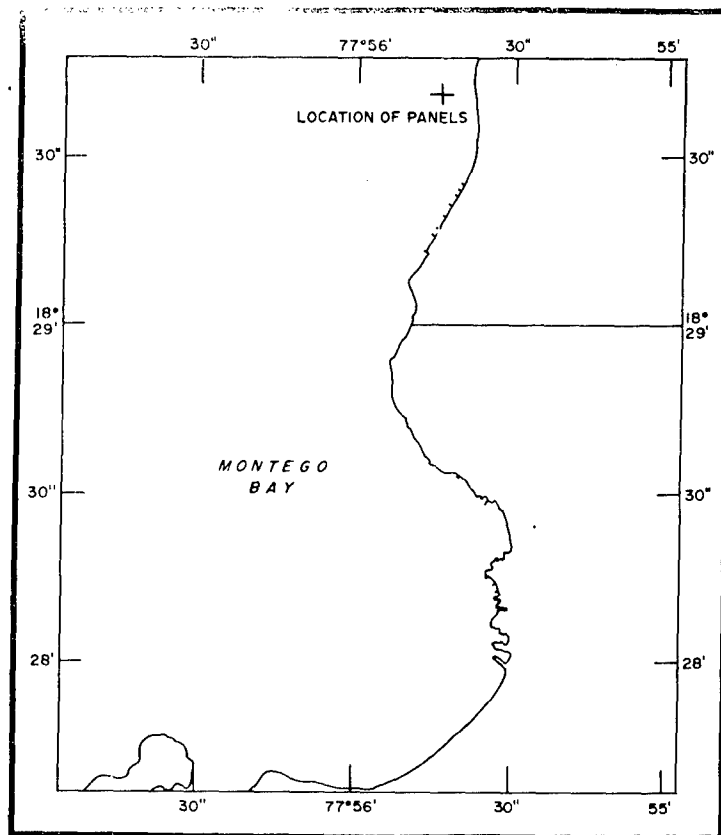 30" 77°56' 30" 55'
LOCATION OF PANELS
30" 30"
18° 18°
29' 29'
MONTEGO
BAY
30" 30"
28' 28'
30" 77°56' 30" 55'